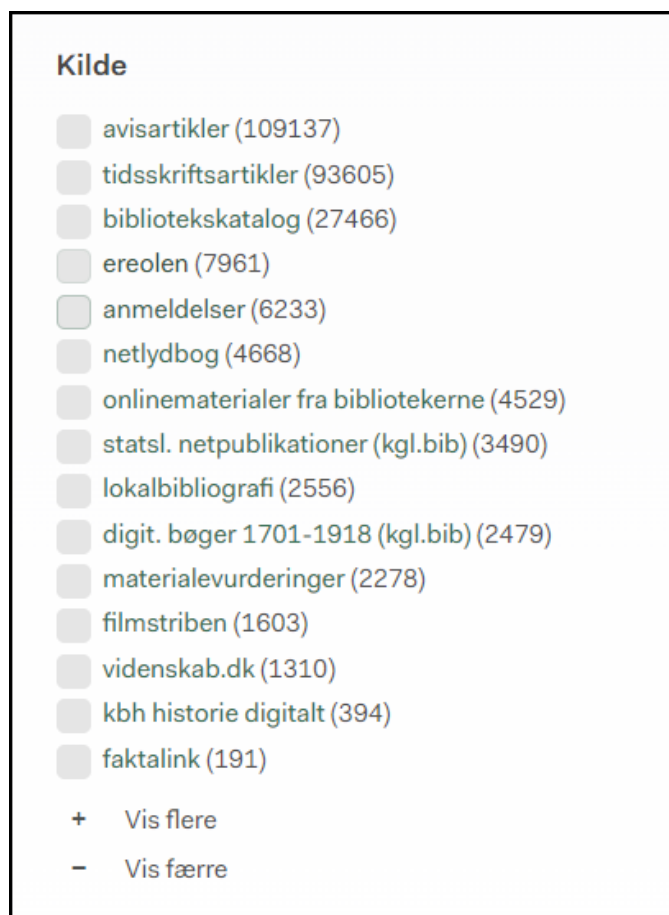 Kilde
avisartikler (109137)
tidsskriftsartikler (93605)
bibliotekskatalog (27466)
ereolen (7961)
anmeldelser (6233)
netlydbog (4668)
onlinematerialer fra bibliotekerne (4529)
statsl. netpublikationer (kgl.bib) (3490)
lokalbibliografi (2556)
digit. bøger 1701-1918 (kgl.bib) (2479)
materialevurderinger (2278)
filmstriben (1603)
videnskab.dk (1310)
kbh historie digitalt (394)
faktalink (191)
+ Vis flere
− Vis færre